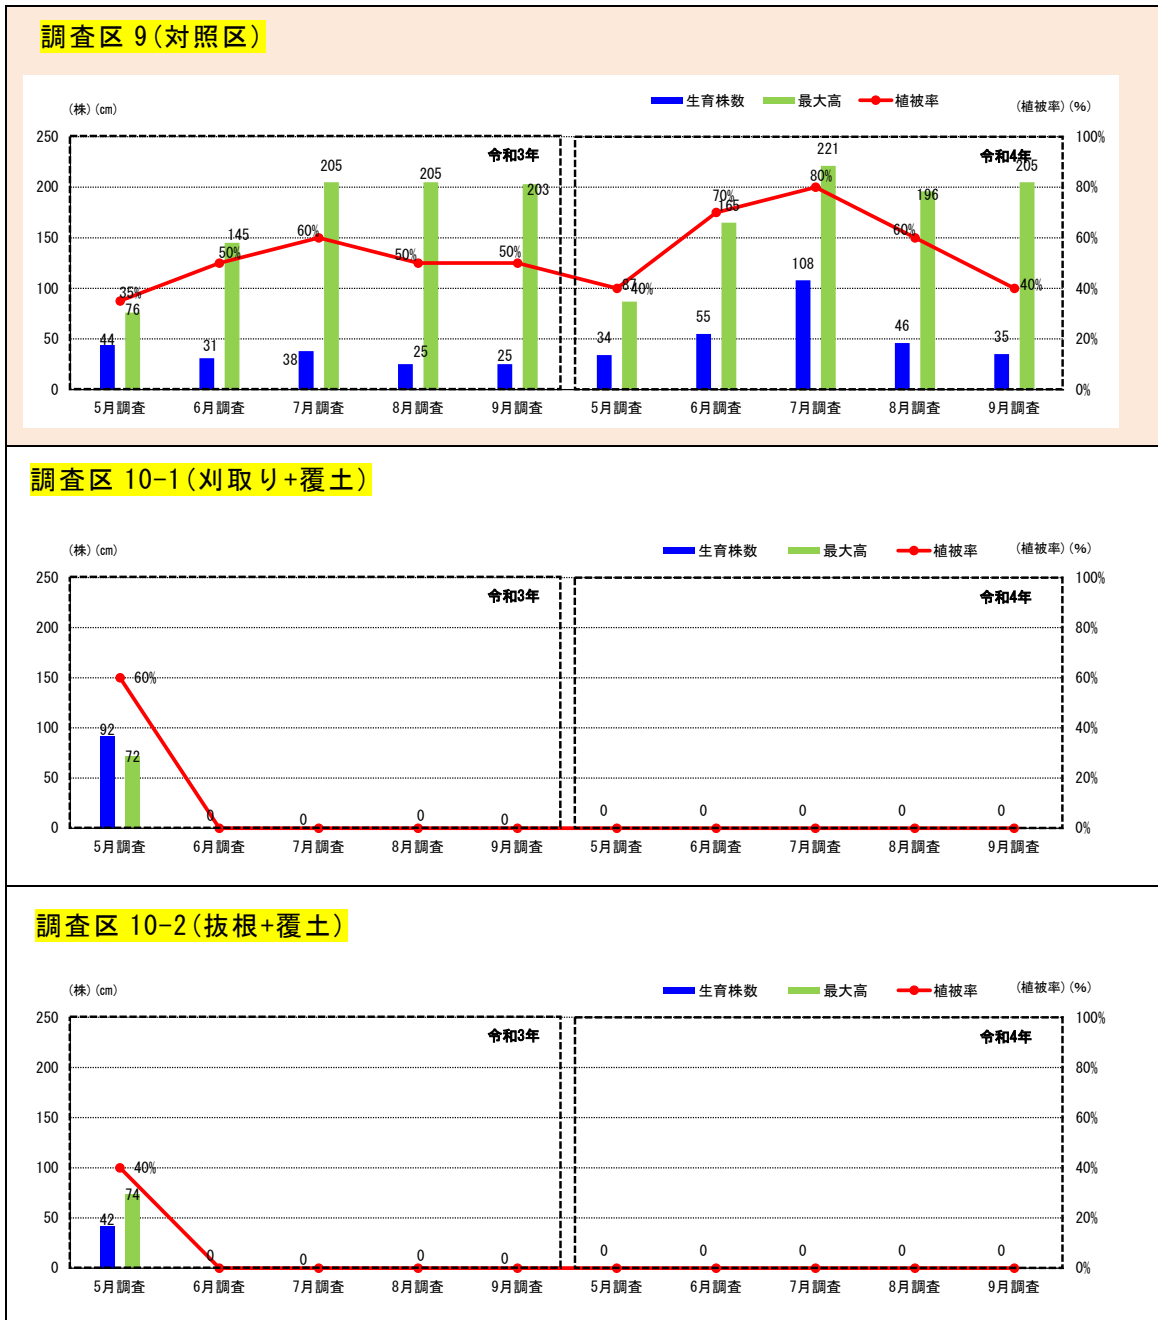 調査区 9(対照区)
(株)(cm) 生育株数 最大高 植被率 (植被率)(%)
250 100%
令和3年 令和4年
200 80%
150 60%
100 40%
50 20%
0 0%
35% 50% 60% 50% 50% 40% 70% 80% 60% 40%
76 145 205 205 203 87 165 221 196 205
44 31 38 25 25 34 55 108 46 35
5月調査 6月調査 7月調査 8月調査 9月調査 5月調査 6月調査 7月調査 8月調査 9月調査
調査区 10-1(刈取り+覆土)
(株)(cm) 生育株数 最大高 植被率 (植被率)(%)
250 100%
令和3年 令和4年
200 80%
150 60% 60%
100 40%
92
72
50 20%
0 0 0 0 0 0 0 0 0
0 0%
5月調査 6月調査 7月調査 8月調査 9月調査 5月調査 6月調査 7月調査 8月調査 9月調査
調査区 10-2(抜根+覆土)
(株)(cm) 生育株数 最大高 植被率 (植被率)(%)
250 100%
令和3年 令和4年
200 80%
150 60%
100 40% 40%
74
42
50 20%
0 0 0 0 0 0 0 0 0
0 0%
5月調査 6月調査 7月調査 8月調査 9月調査 5月調査 6月調査 7月調査 8月調査 9月調査